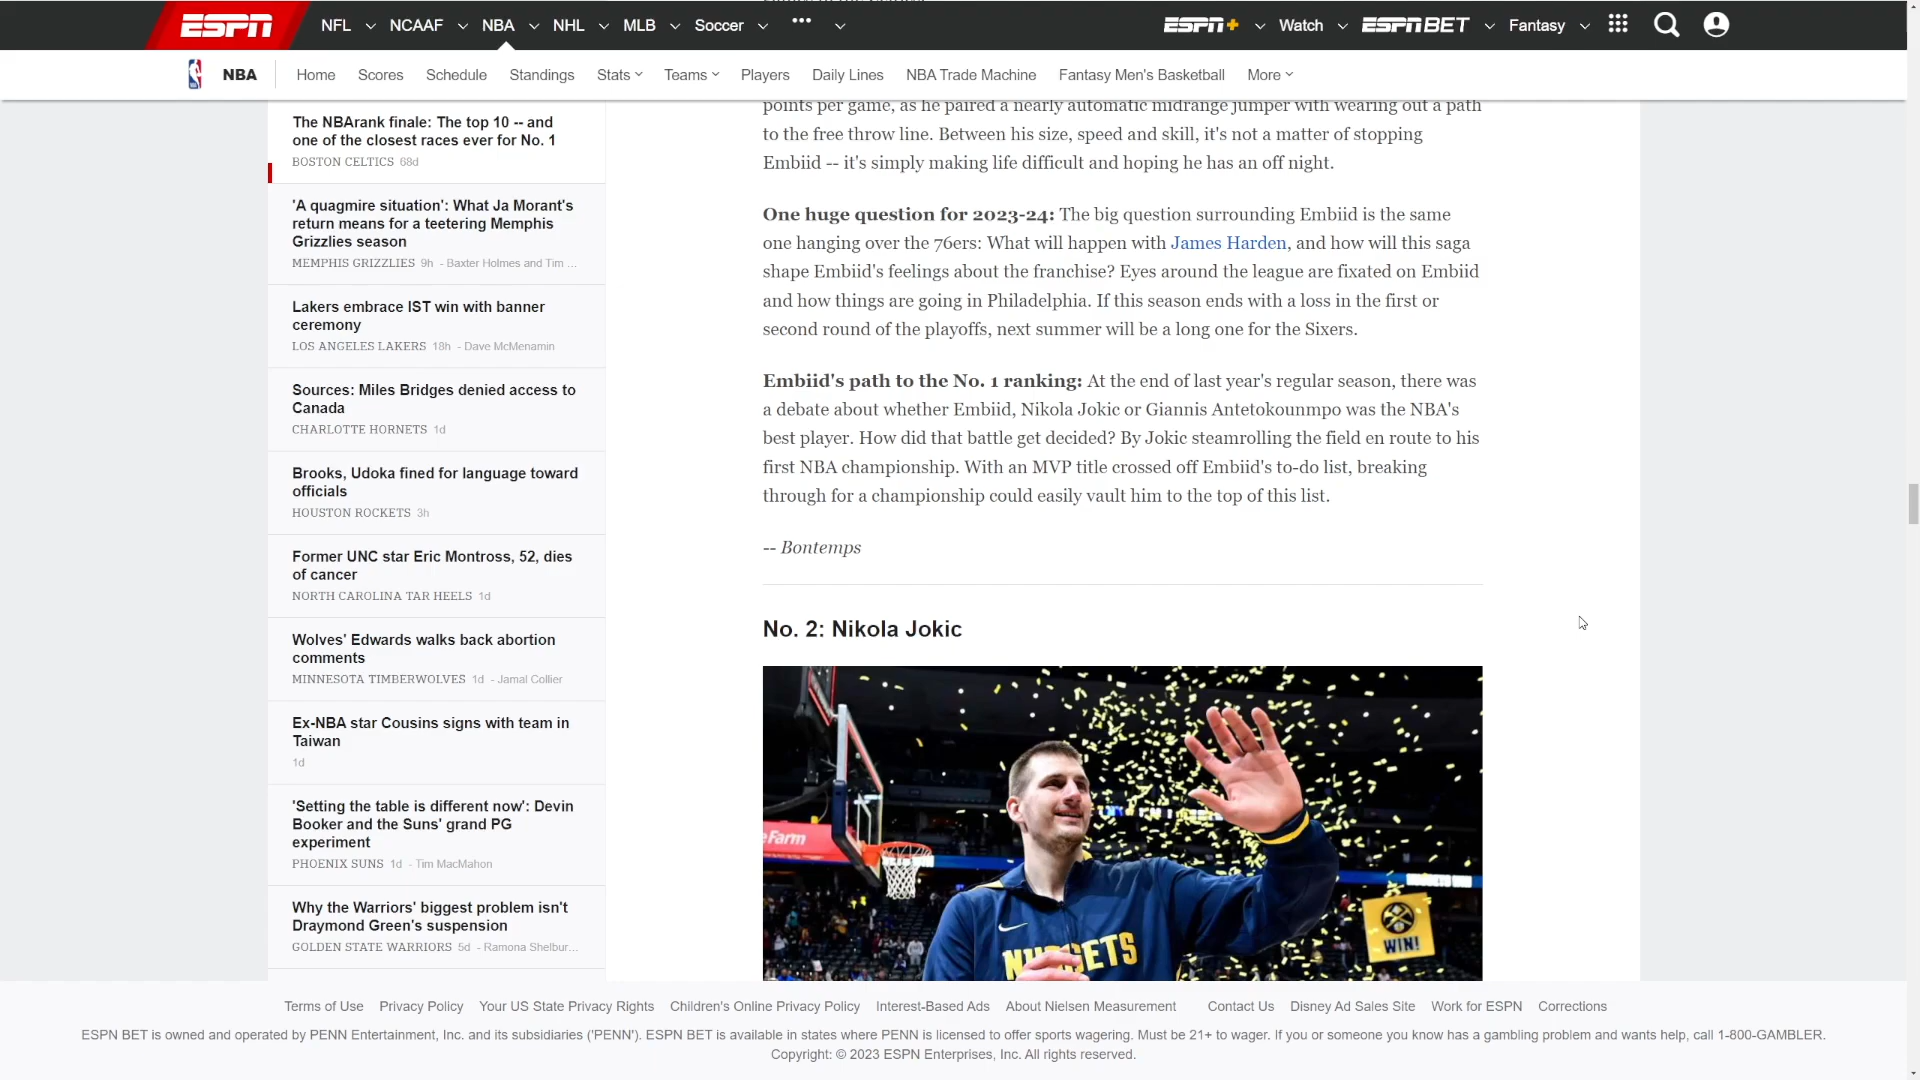 ESPN NFL NCAAF NBA NHL MLB Soccer ••• ESPN+ Watch ESPN BET Fantasy
NBA Home Scores Schedule Standings Stats Teams Players Daily Lines NBA Trade Machine Fantasy Men's Basketball More
The NBArank finale: The top 10 -- and
one of the closest races ever for No. 1
BOSTON CELTICS 68d
'A quagmire situation': What Ja Morant's
return means for a teetering Memphis
Grizzlies season
MEMPHIS GRIZZLIES 9h - Baxter Holmes and Tim ...
Lakers embrace IST win with banner
ceremony
LOS ANGELES LAKERS 18h - Dave McMenamin
Sources: Miles Bridges denied access to
Canada
CHARLOTTE HORNETS 1d
Brooks, Udoka fined for language toward
officials
HOUSTON ROCKETS 3h
Former UNC star Eric Montross, 52, dies
of cancer
NORTH CAROLINA TAR HEELS 1d
Wolves' Edwards walks back abortion
comments
MINNESOTA TIMBERWOLVES 1d - Jamal Collier
Ex-NBA star Cousins signs with team in
Taiwan
1d
'Setting the table is different now': Devin
Booker and the Suns' grand PG
experiment
PHOENIX SUNS 1d - Tim MacMahon
Why the Warriors' biggest problem isn't
Draymond Green's suspension
GOLDEN STATE WARRIORS 5d - Ramona Shelbur...
points per game, as he paired a nearly automatic midrange jumper with wearing out a path
to the free throw line. Between his size, speed and skill, it's not a matter of stopping
Embiid -- it's simply making life difficult and hoping he has an off night.
One huge question for 2023-24: The big question surrounding Embiid is the same
one hanging over the 76ers: What will happen with James Harden, and how will this saga
shape Embiid's feelings about the franchise? Eyes around the league are fixated on Embiid
and how things are going in Philadelphia. If this season ends with a loss in the first or
second round of the playoffs, next summer will be a long one for the Sixers.
Embiid's path to the No. 1 ranking: At the end of last year's regular season, there was
a debate about whether Embiid, Nikola Jokic or Giannis Antetokounmpo was the NBA's
best player. How did that battle get decided? By Jokic steamrolling the field en route to his
first NBA championship. With an MVP title crossed off Embiid's to-do list, breaking
through for a championship could easily vault him to the top of this list.
-- Bontemps
No. 2: Nikola Jokic
e Farm
NUGGETS
WIN!
Terms of Use Privacy Policy Your US State Privacy Rights Children's Online Privacy Policy Interest-Based Ads About Nielsen Measurement Contact Us Disney Ad Sales Site Work for ESPN Corrections
ESPN BET is owned and operated by PENN Entertainment, Inc. and its subsidiaries ('PENN'). ESPN BET is available in states where PENN is licensed to offer sports wagering. Must be 21+ to wager. If you or someone you know has a gambling problem and wants help, call 1-800-GAMBLER.
Copyright: © 2023 ESPN Enterprises, Inc. All rights reserved.